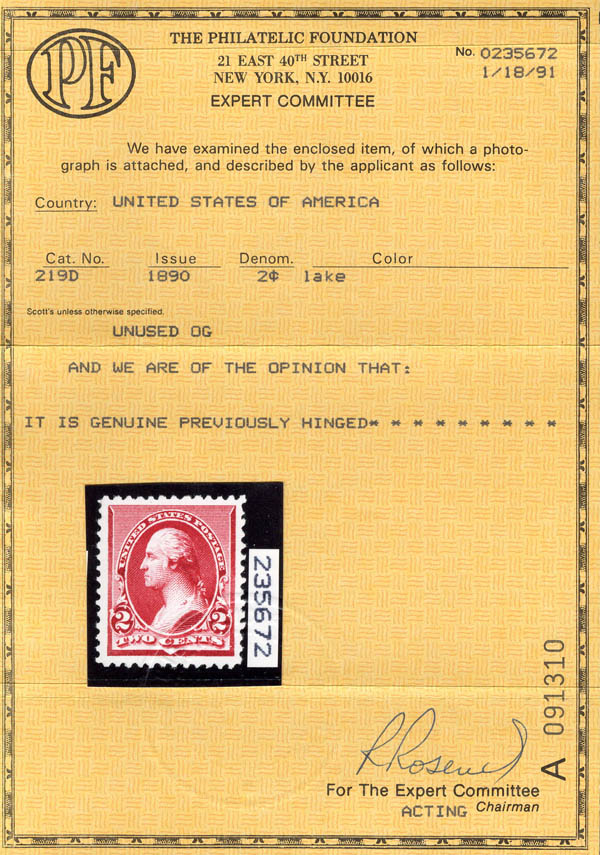 PF
THE PHILATELIC FOUNDATION
21 EAST 40TH STREET
NEW YORK, N.Y. 10016
EXPERT COMMITTEE
No. 0235672
1/18/91
We have examined the enclosed item, of which a photo-
graph is attached, and described by the applicant as follows:
Country: UNITED STATES OF AMERICA
Cat. No. Issue Denom. Color
219D 1890 2¢ lake
Scott's unless otherwise specified.
UNUSED OG
AND WE ARE OF THE OPINION THAT:
IT IS GENUINE PREVIOUSLY HINGED* * * * * * * * *
UNITED STATES POSTAGE
2 2
TWO CENTS
235672
A 091310
For The Expert Committee
ACTING Chairman